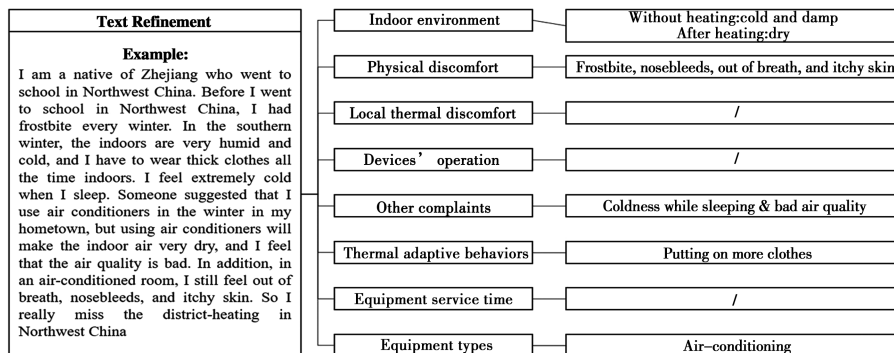 Text Refinement
Example:
I am a native of Zhejiang who went to
school in Northwest China. Before I went
to school in Northwest China, I had
frostbite every winter. In the southern
winter, the indoors are very humid and
cold, and I have to wear thick clothes all
the time indoors. I feel extremely cold
when I sleep. Someone suggested that I
use air conditioners in the winter in my
hometown, but using air conditioners will
make the indoor air very dry, and I feel
that the air quality is bad. In addition, in
an air-conditioned room, I still feel out of
breath, nosebleeds, and itchy skin. So I
really miss the district-heating in
Northwest China
Indoor environment
Without heating:cold and damp
After heating:dry
Physical discomfort
Frostbite, nosebleeds, out of breath, and itchy skin
Local thermal discomfort
/
Devices' operation
/
Other complaints
Coldness while sleeping & bad air quality
Thermal adaptive behaviors
Putting on more clothes
Equipment service time
/
Equipment types
Air-conditioning